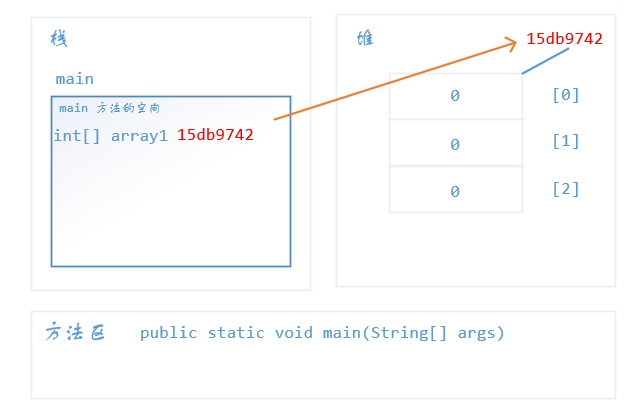 栈
main
main 方法的空间
int[] array1 15db9742
堆
15db9742
0 [0]
0 [1]
0 [2]
方法区 public static void main(String[] args)